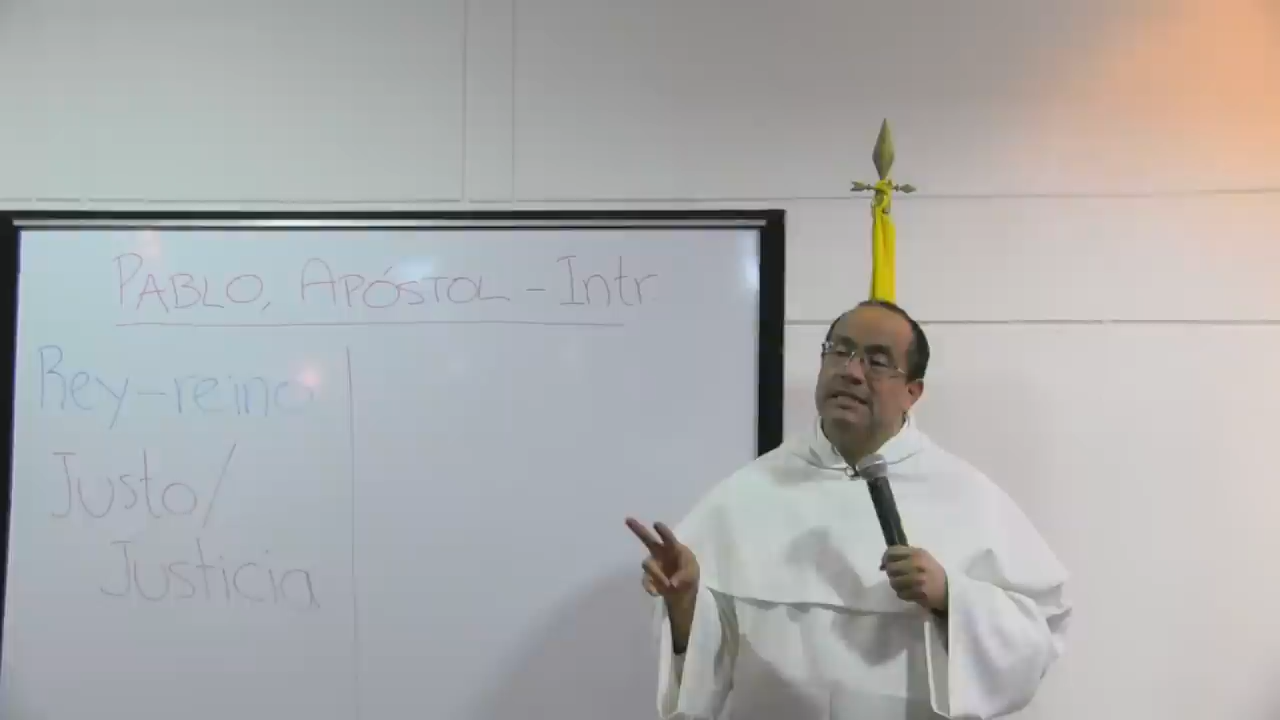 PABLO, APÓSTOL - Intr.
Rey-reino
Justo/
Justicia